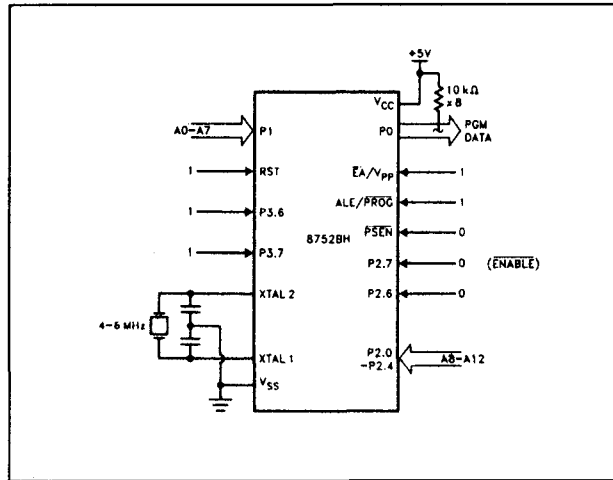 +5V
10 kΩ
x 8
VCC
A0-A7
P1
P0
PGM
DATA
1
RST
EA/VPP
1
1
P3.6
ALE/PROG
1
8752BH
PSEN
0
1
P3.7
P2.7
0
(ENABLE)
XTAL 2
P2.6
0
4-6 MHz
XTAL 1
P2.0
-P2.4
A8-A12
VSS